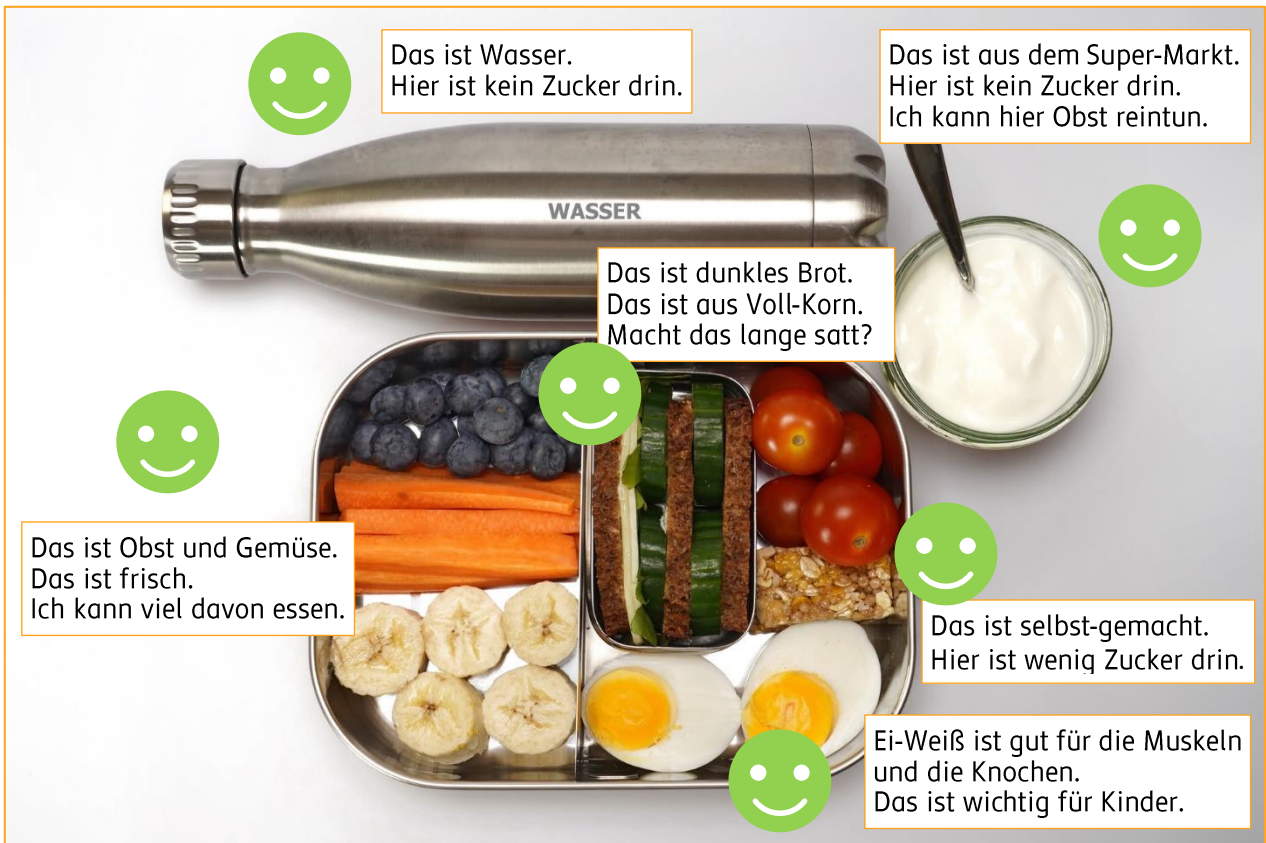 Das ist Wasser.
Hier ist kein Zucker drin.
Das ist aus dem Super-Markt.
Hier ist kein Zucker drin.
Ich kann hier Obst reintun.
WASSER
Das ist dunkles Brot.
Das ist aus Voll-Korn.
Macht das lange satt?
Das ist Obst und Gemüse.
Das ist frisch.
Ich kann viel davon essen.
Das ist selbst-gemacht.
Hier ist wenig Zucker drin.
Ei-Weiß ist gut für die Muskeln
und die Knochen.
Das ist wichtig für Kinder.